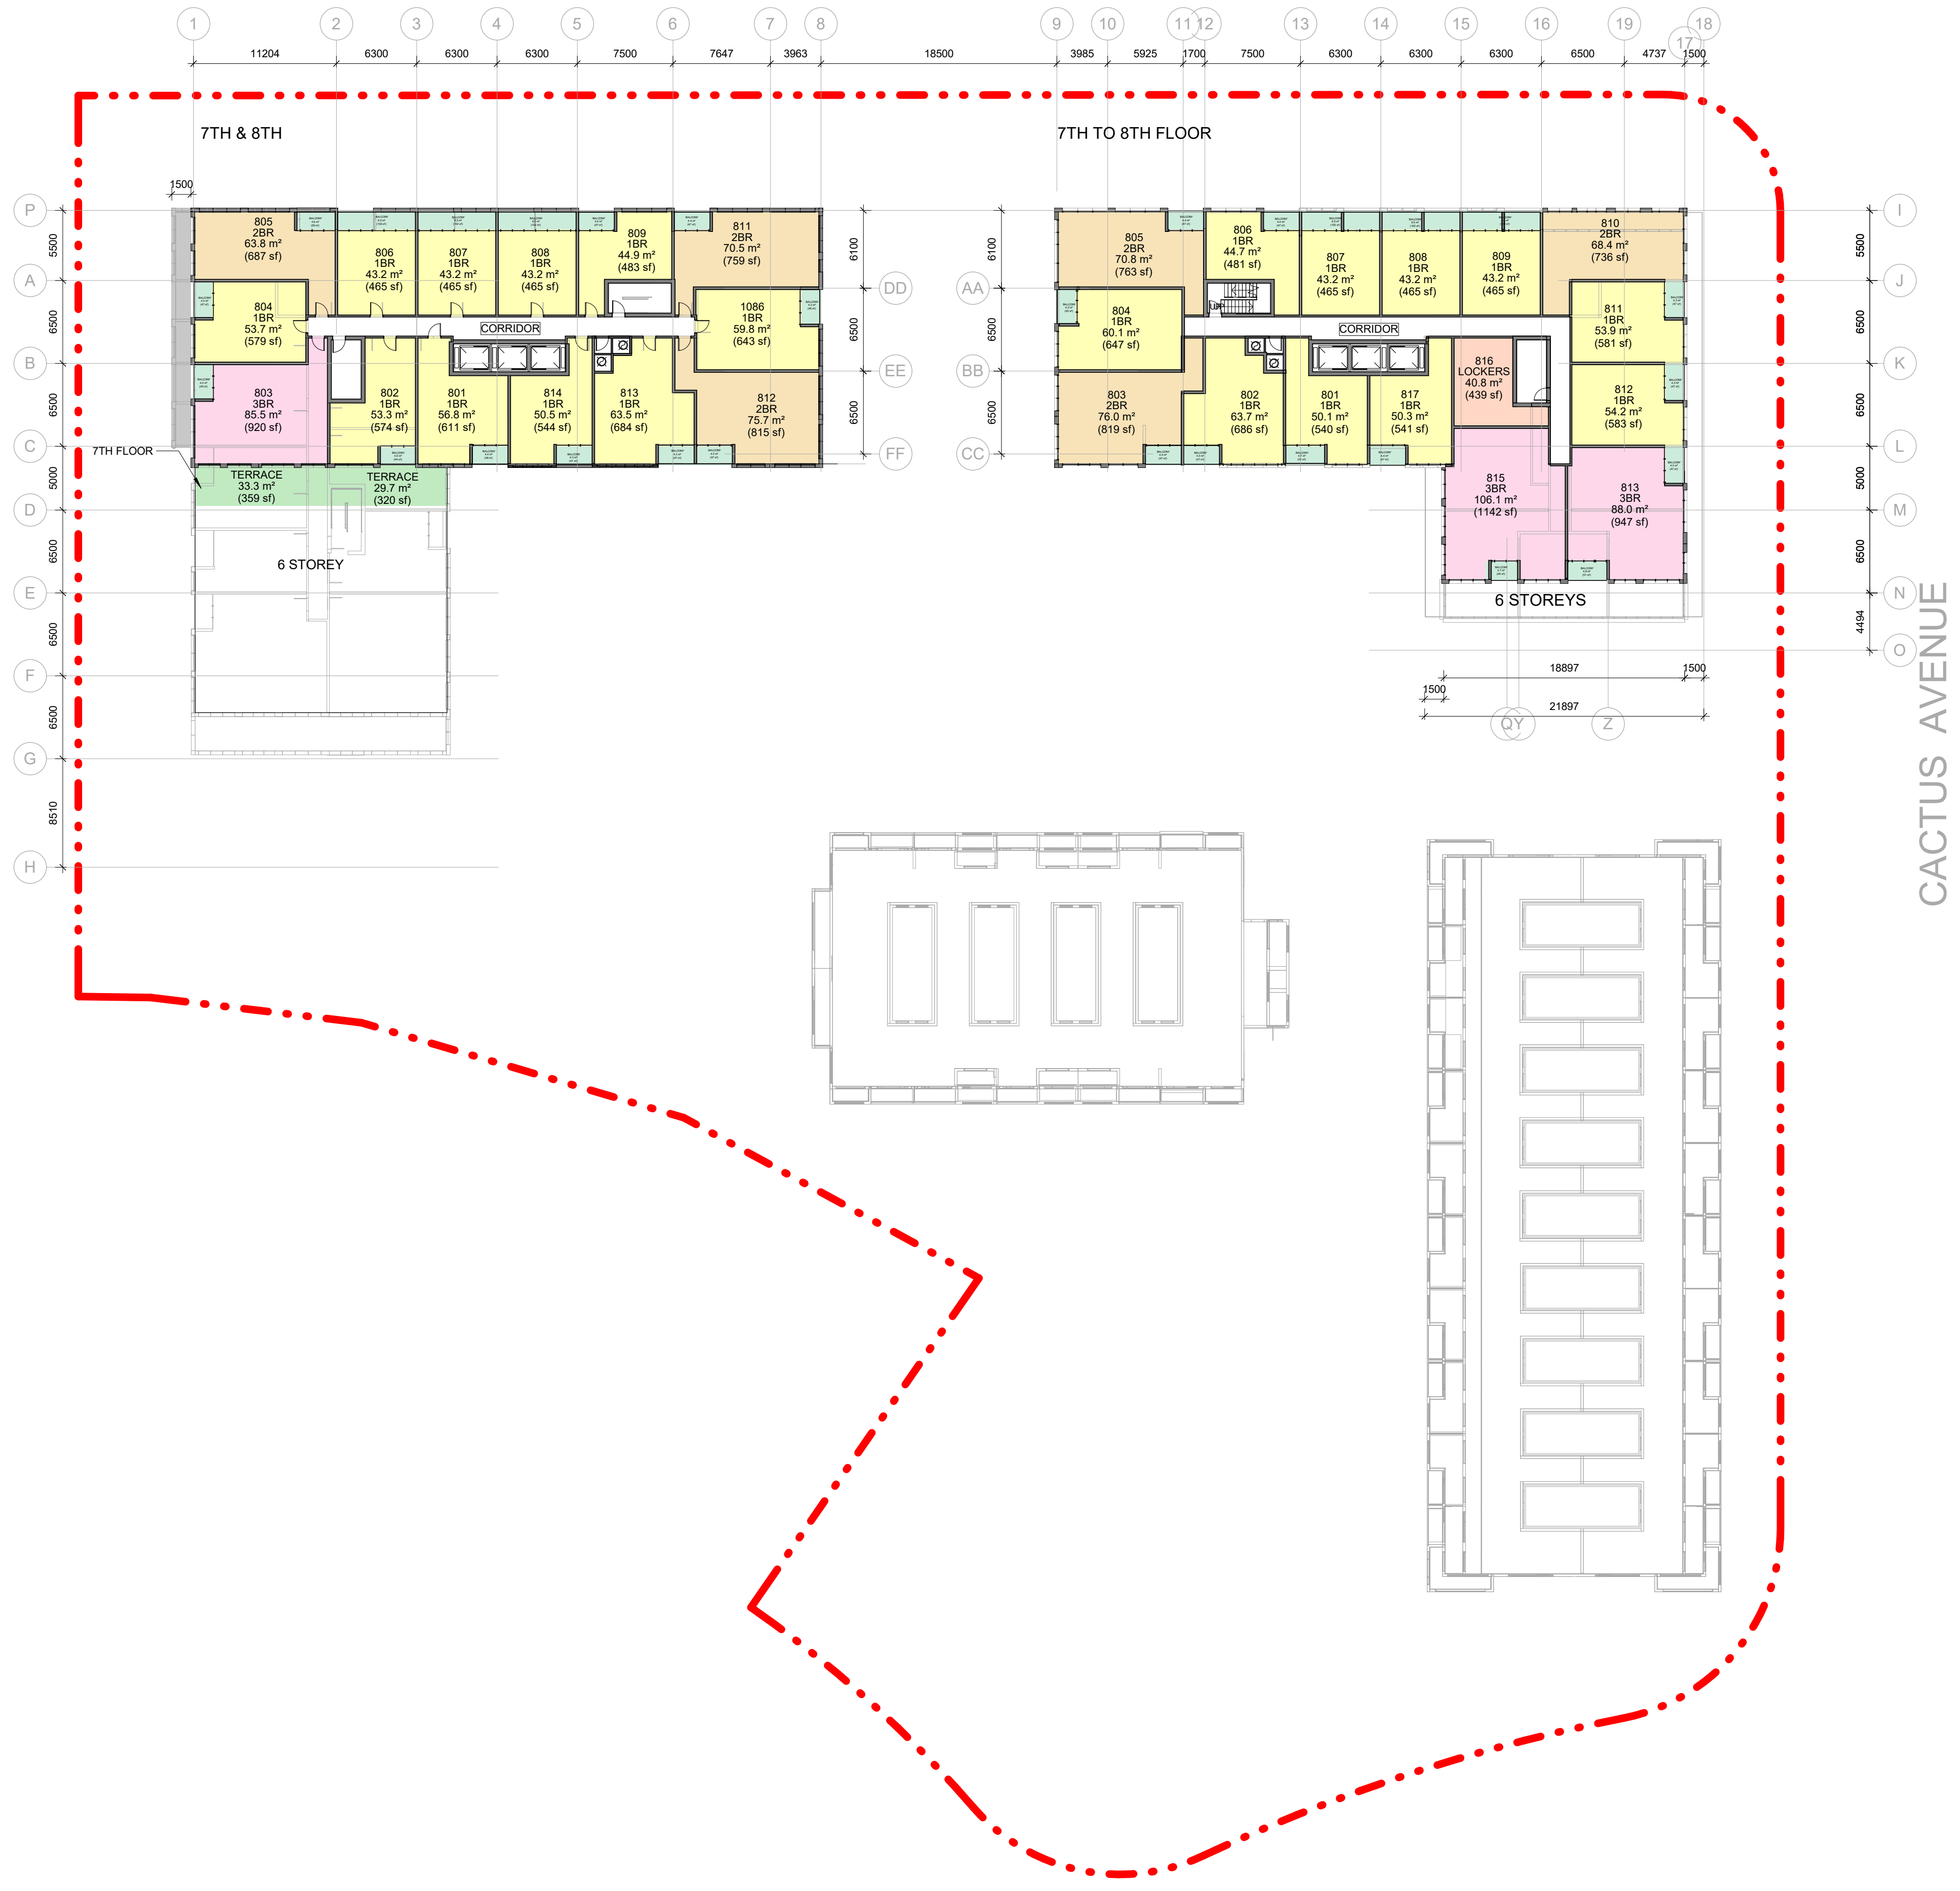 1 2 3 4 5 6 7 8 9 10 11 12 13 14 15 16 19 17 18
11204 6300 6300 6300 7500 7647 3963 18500 3985 5925 1700 7500 6300 6300 6300 6500 4737 1500
7TH & 8TH
7TH TO 8TH FLOOR
1500
P
5500
A
6500
B
6500
C
5000
D
6500
E
6500
F
6500
G
8510
H
805
2BR
63.8 m²
(687 sf)
806
1BR
43.2 m²
(465 sf)
807
1BR
43.2 m²
(465 sf)
808
1BR
43.2 m²
(465 sf)
809
1BR
44.9 m²
(483 sf)
811
2BR
70.5 m²
(759 sf)
804
1BR
53.7 m²
(579 sf)
1086
1BR
59.8 m²
(643 sf)
CORRIDOR
803
3BR
85.5 m²
(920 sf)
802
1BR
53.3 m²
(574 sf)
801
1BR
56.8 m²
(611 sf)
814
1BR
50.5 m²
(544 sf)
813
1BR
63.5 m²
(684 sf)
812
2BR
75.7 m²
(815 sf)
7TH FLOOR
TERRACE
33.3 m²
(359 sf)
TERRACE
29.7 m²
(320 sf)
6 STOREY
6100
DD
6500
EE
6500
FF
6100
AA
6500
BB
6500
CC
805
2BR
70.8 m²
(763 sf)
806
1BR
44.7 m²
(481 sf)
807
1BR
43.2 m²
(465 sf)
808
1BR
43.2 m²
(465 sf)
809
1BR
43.2 m²
(465 sf)
810
2BR
68.4 m²
(736 sf)
804
1BR
60.1 m²
(647 sf)
UP
CORRIDOR
811
1BR
53.9 m²
(581 sf)
803
2BR
76.0 m²
(819 sf)
802
1BR
63.7 m²
(686 sf)
801
1BR
50.1 m²
(540 sf)
817
1BR
50.3 m²
(541 sf)
816
LOCKERS
40.8 m²
(439 sf)
812
1BR
54.2 m²
(583 sf)
815
3BR
106.1 m²
(1142 sf)
813
3BR
88.0 m²
(947 sf)
6 STOREYS
18897 1500
1500
21897
Q Y Z
I
5500
J
6500
K
6500
L
5000
M
6500
N
4494
O
CACTUS AVENUE